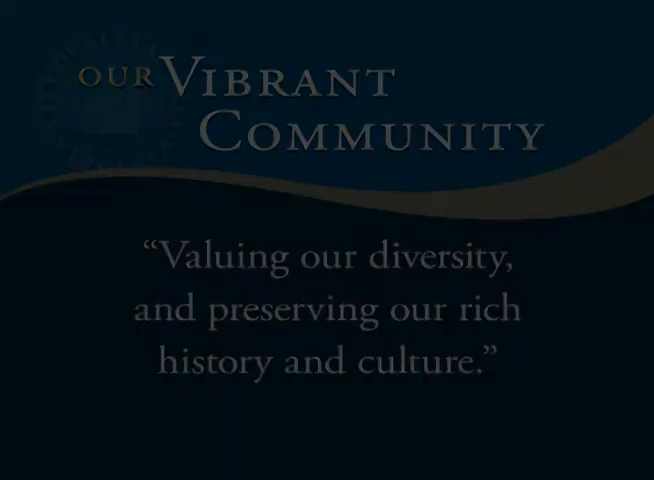 OUR VIBRANT
COMMUNITY
“Valuing our diversity,
and preserving our rich
history and culture.”